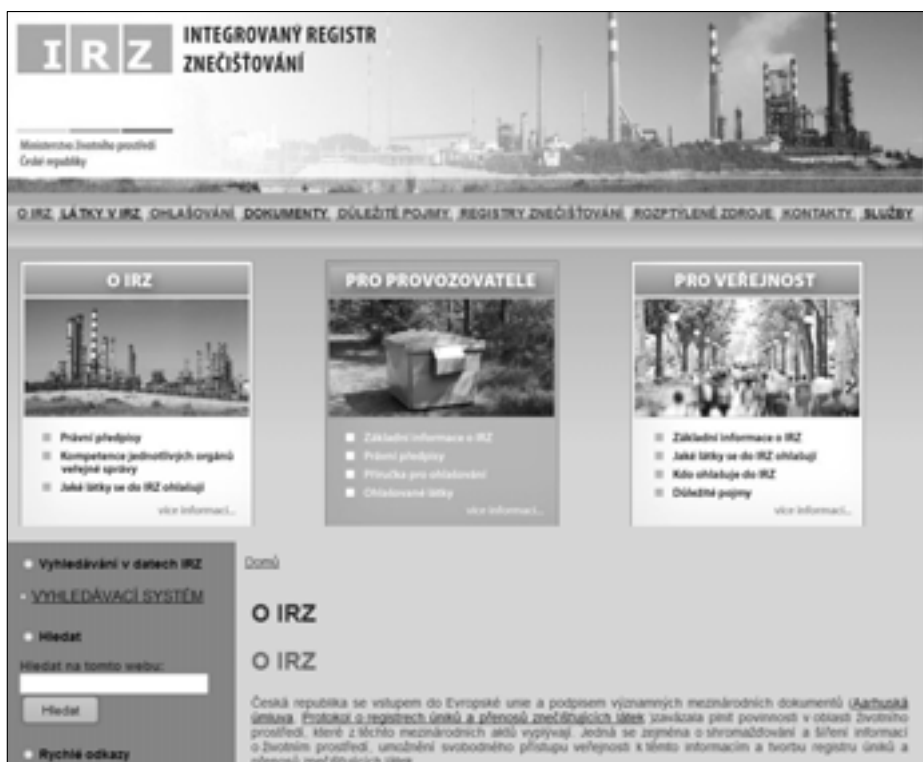 IRZ
INTEGROVANÝ REGISTR
ZNEČIŠŤOVÁNÍ
Ministerstvo životního prostředí
České republiky
O IRZ LÁTKY V IRZ OHLAŠOVÁNÍ DOKUMENTY DŮLEŽITÉ POJMY REGISTRY ZNEČIŠŤOVÁNÍ ROZPTÝLENÉ ZDROJE KONTAKTY SLUŽBY
O IRZ
Právní předpisy
Kompetence jednotlivých orgánů
veřejné správy
Jaké látky se do IRZ ohlašují
více informací...
PRO PROVOZOVATELE
Základní informace o IRZ
Právní předpisy
Příručka pro ohlašování
Ohlašované látky
více informací...
PRO VEŘEJNOST
Základní informace o IRZ
Jaké látky se do IRZ ohlašují
Kdo ohlašuje do IRZ
Důležité pojmy
více informací...
Vyhledávání v datech IRZ
VYHLEDÁVACÍ SYSTÉM
Hledat
Hledat na tomto webu:
Hledat
Rychlé odkazy
Domů
O IRZ
O IRZ
Česká republika se vstupem do Evropské unie a podpisem významných mezinárodních dokumentů (Aarhuská
úmluva, Protokol o registrech úniků a přenosů znečišťujících látek) zavázala plnit povinnosti v oblasti životního
prostředí, které z těchto mezinárodních aktů vyplývají. Jedná se zejména o shromažďování a šíření informací
o životním prostředí, umožnění svobodného přístupu veřejnosti k těmto informacím a tvorbu registru úniků a
přenosů znečišťujících látek.